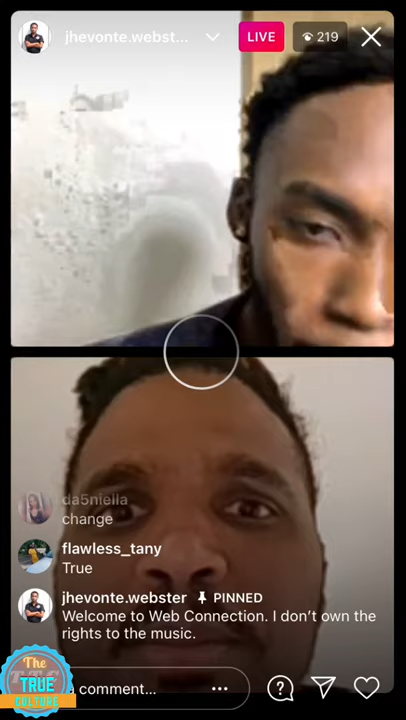 jhevonte.webst...
LIVE
219
da5niella
change
flawless_tany
True
jhevonte.webster PINNED
Welcome to Web Connection. I don't own the
rights to the music.
a comment...
The
TRUE
CULTURE